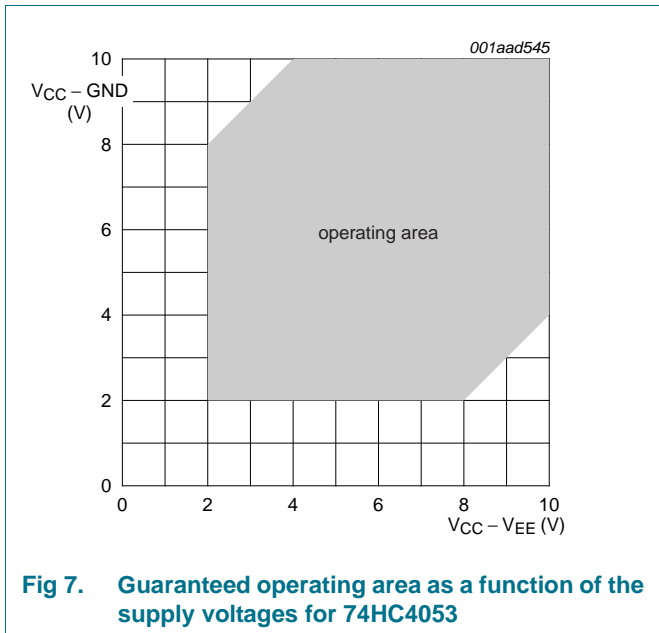 001aad545
10
VCC – GND
(V)
8
6
operating area
4
2
0
0 2 4 6 8 10
VCC – VEE (V)
Fig 7. Guaranteed operating area as a function of the
supply voltages for 74HC4053